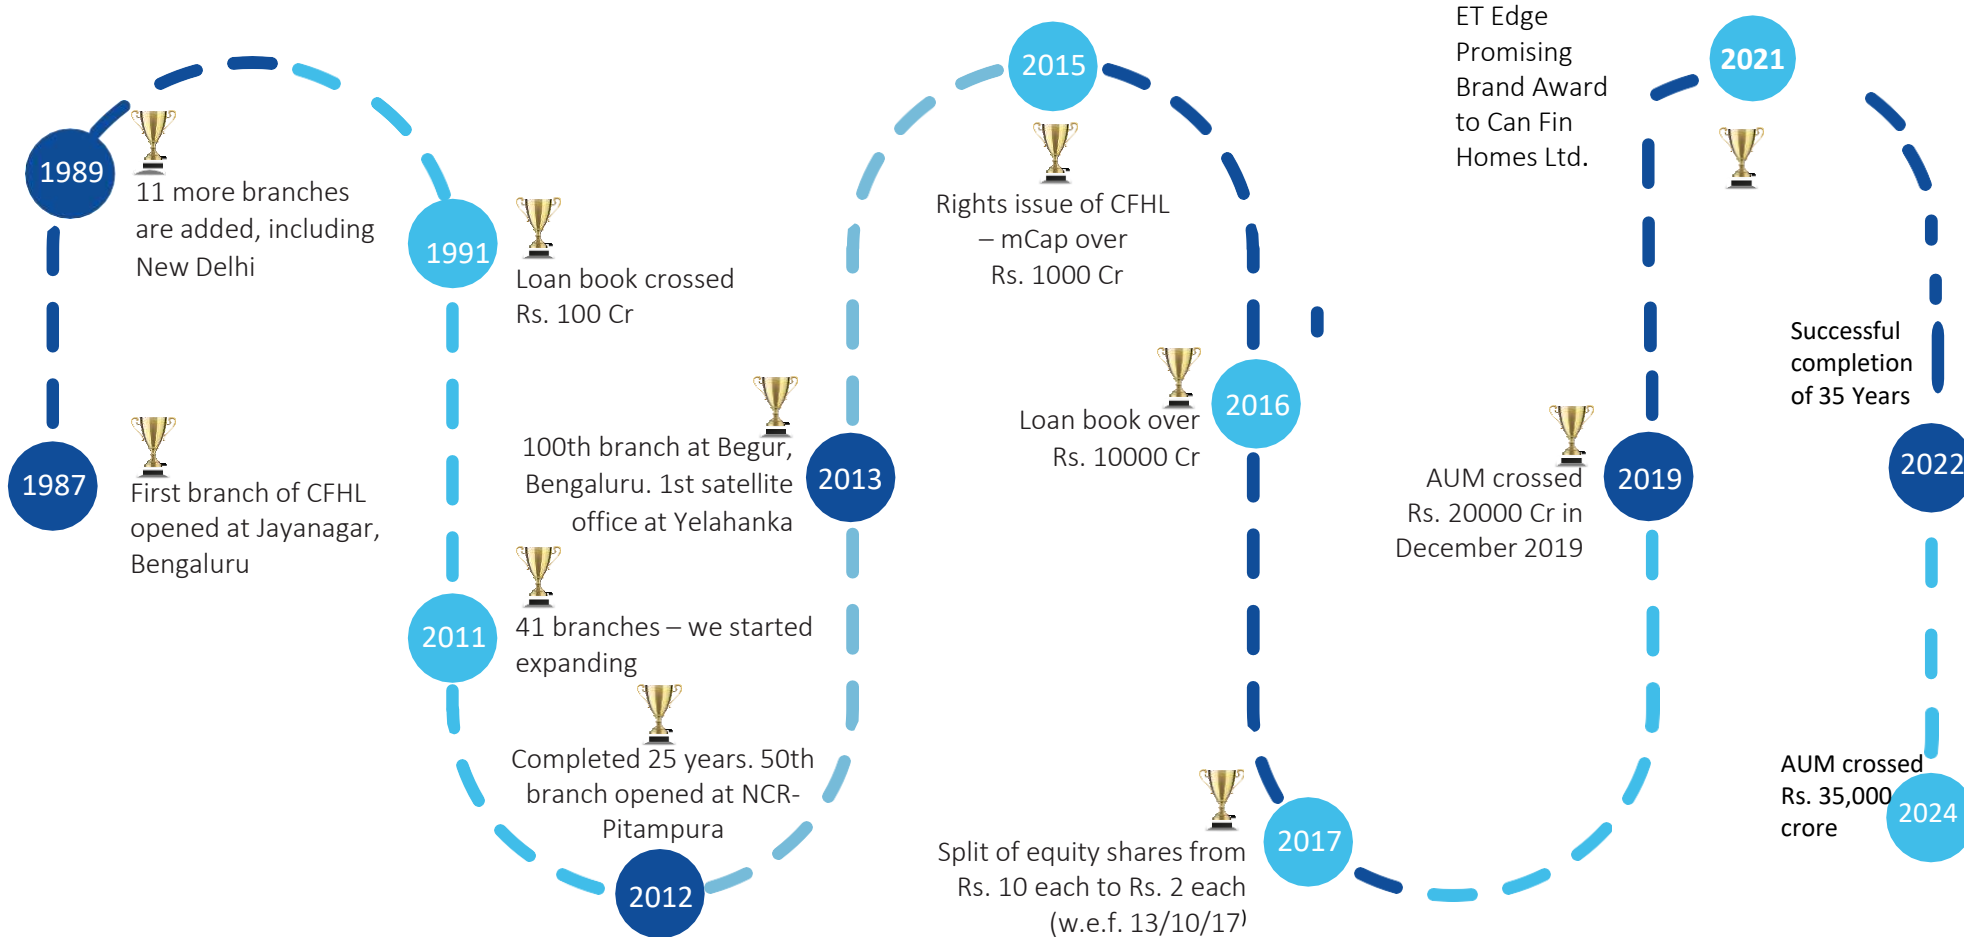 1987
First branch of CFHL
opened at Jayanagar,
Bengaluru
1989
11 more branches
are added, including
New Delhi
1991
Loan book crossed
Rs. 100 Cr
2011
41 branches – we started
expanding
2012
Completed 25 years. 50th
branch opened at NCR-
Pitampura
2013
100th branch at Begur,
Bengaluru. 1st satellite
office at Yelahanka
2015
Rights issue of CFHL
– mCap over
Rs. 1000 Cr
2016
Loan book over
Rs. 10000 Cr
2017
Split of equity shares from
Rs. 10 each to Rs. 2 each
(w.e.f. 13/10/17)
2019
AUM crossed
Rs. 20000 Cr in
December 2019
2021
ET Edge
Promising
Brand Award
to Can Fin
Homes Ltd.
2022
Successful
completion
of 35 Years
2024
AUM crossed
Rs. 35,000
crore